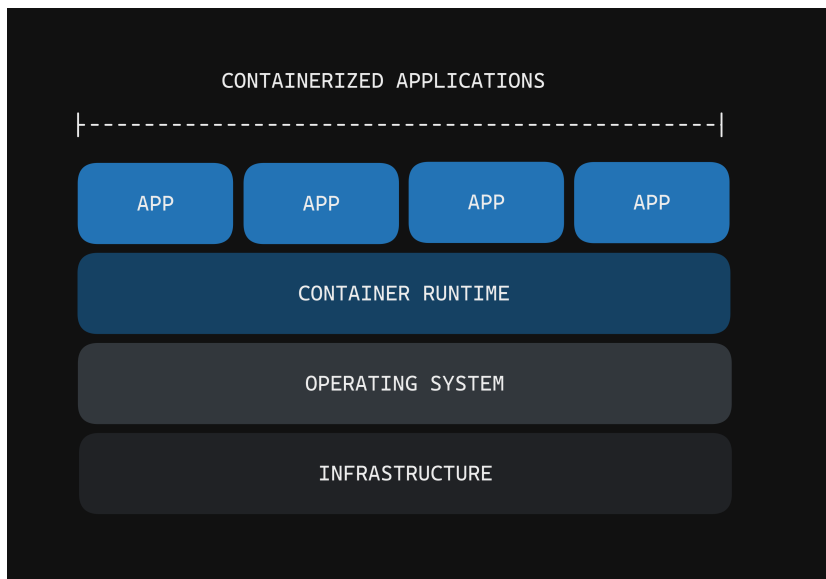 CONTAINERIZED APPLICATIONS
APP APP APP APP
CONTAINER RUNTIME
OPERATING SYSTEM
INFRASTRUCTURE